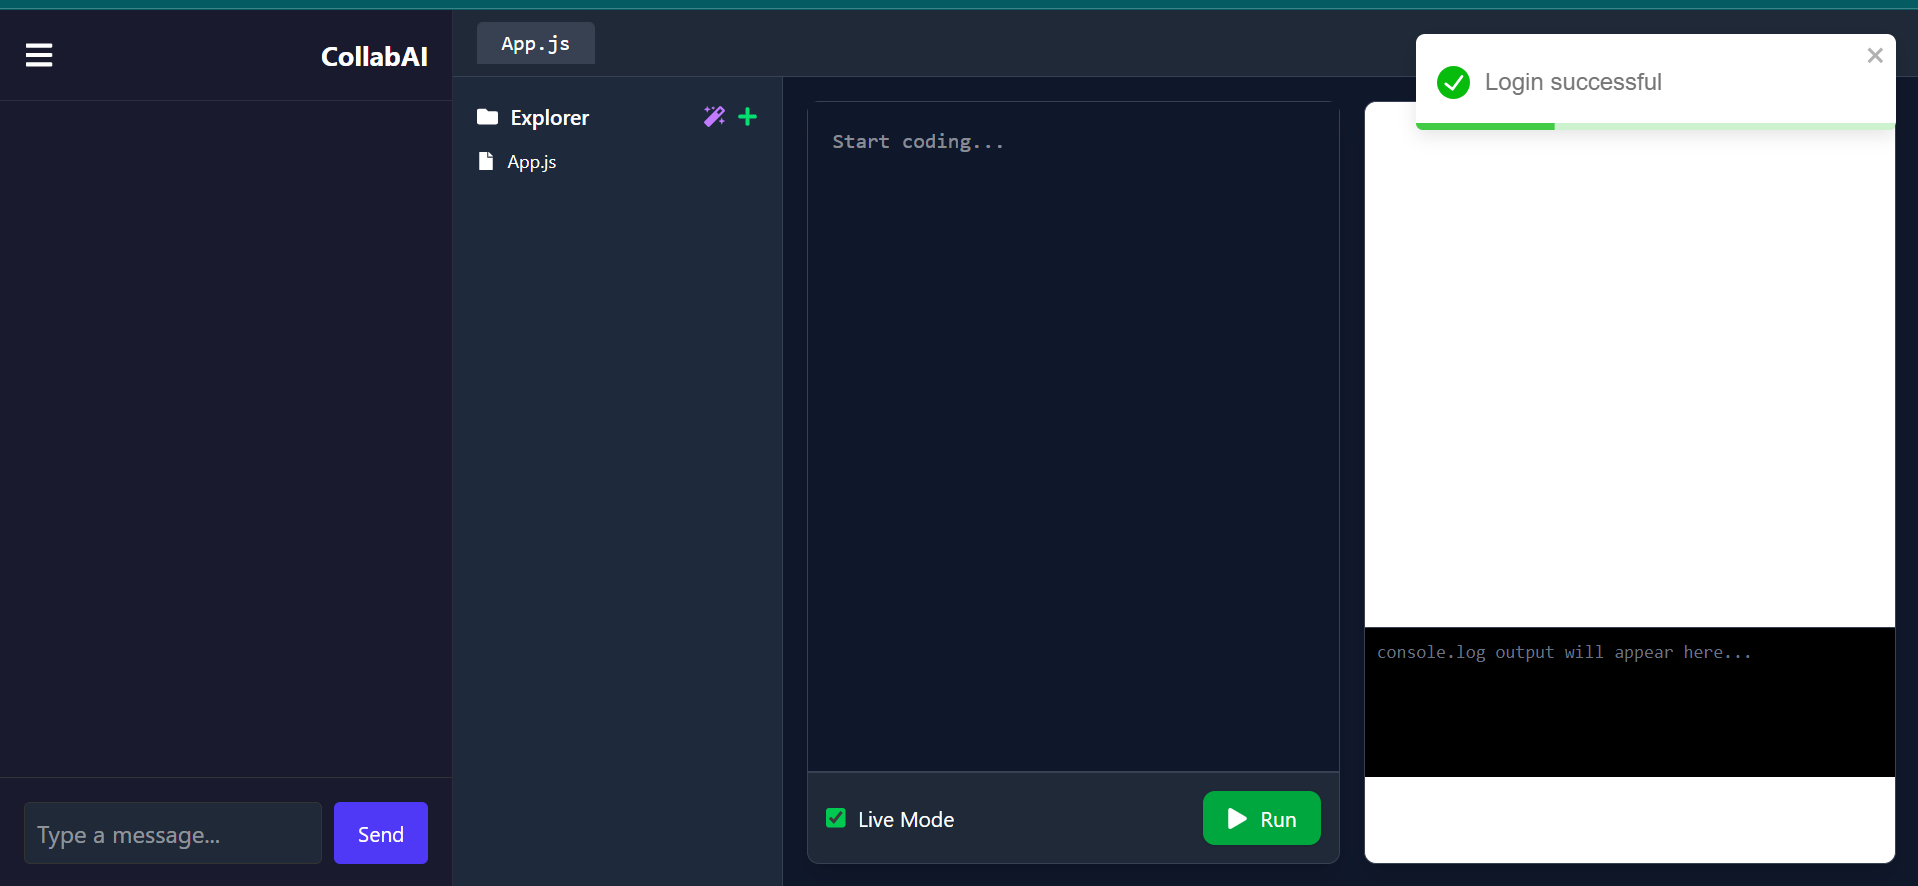 CollabAI
App.js
Login successful
Explorer
App.js
Start coding...
console.log output will appear here...
Live Mode
Run
Type a message...
Send